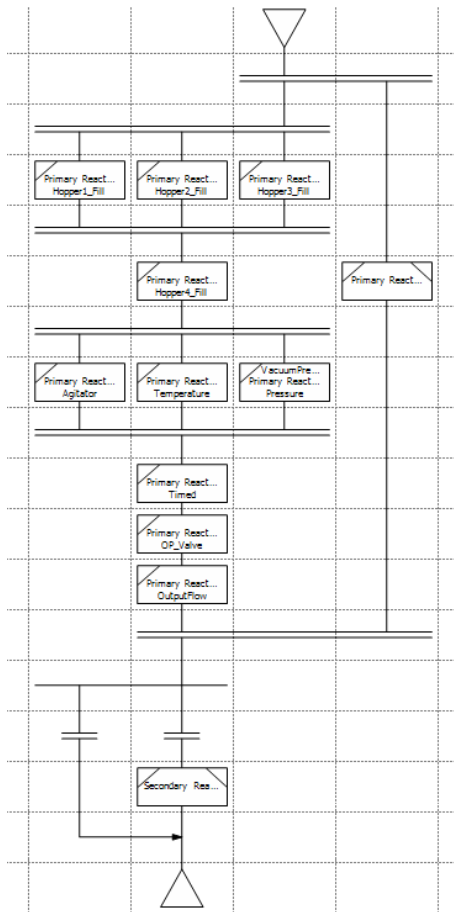 Primary React...
Hopper1_Fill
Primary React...
Hopper2_Fill
Primary React...
Hopper3_Fill
Primary React...
Hopper4_Fill
Primary React...
Primary React...
Agitator
Primary React...
Temperature
VacuumPre...
Primary React...
Pressure
Primary React...
Timed
Primary React...
OP_Valve
Primary React...
OutputFlow
Secondary Rea...